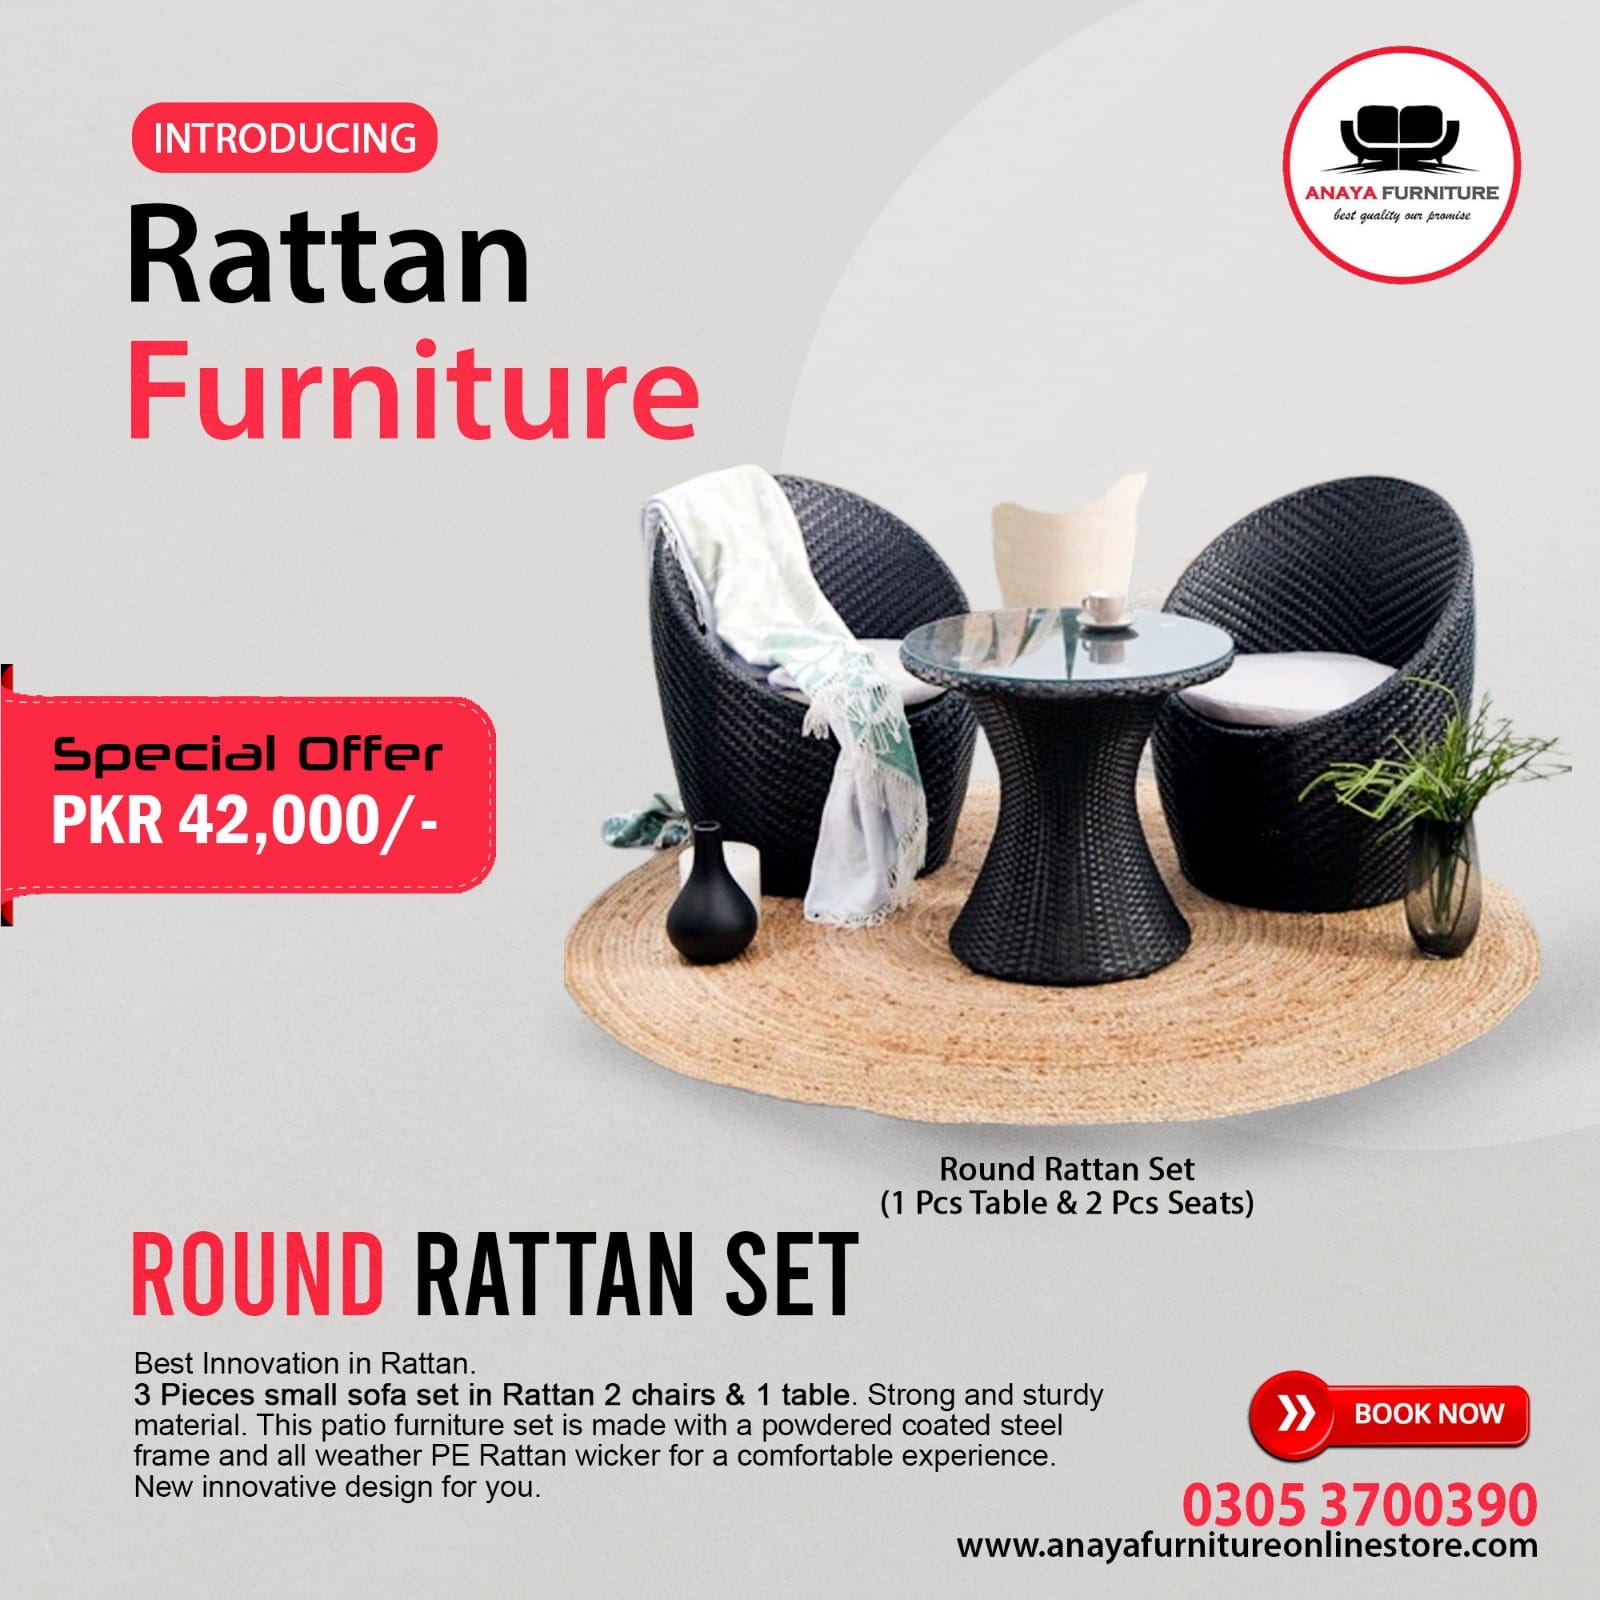 INTRODUCING
Rattan
Furniture
ANAYA FURNITURE
best quality our promise
Special Offer
PKR 42,000/-
Round Rattan Set
(1 Pcs Table & 2 Pcs Seats)
ROUND RATTAN SET
Best Innovation in Rattan.
3 Pieces small sofa set in Rattan 2 chairs & 1 table. Strong and sturdy
material. This patio furniture set is made with a powdered coated steel
frame and all weather PE Rattan wicker for a comfortable experience.
New innovative design for you.
BOOK NOW
0305 3700390
www.anayafurnitureonlinestore.com